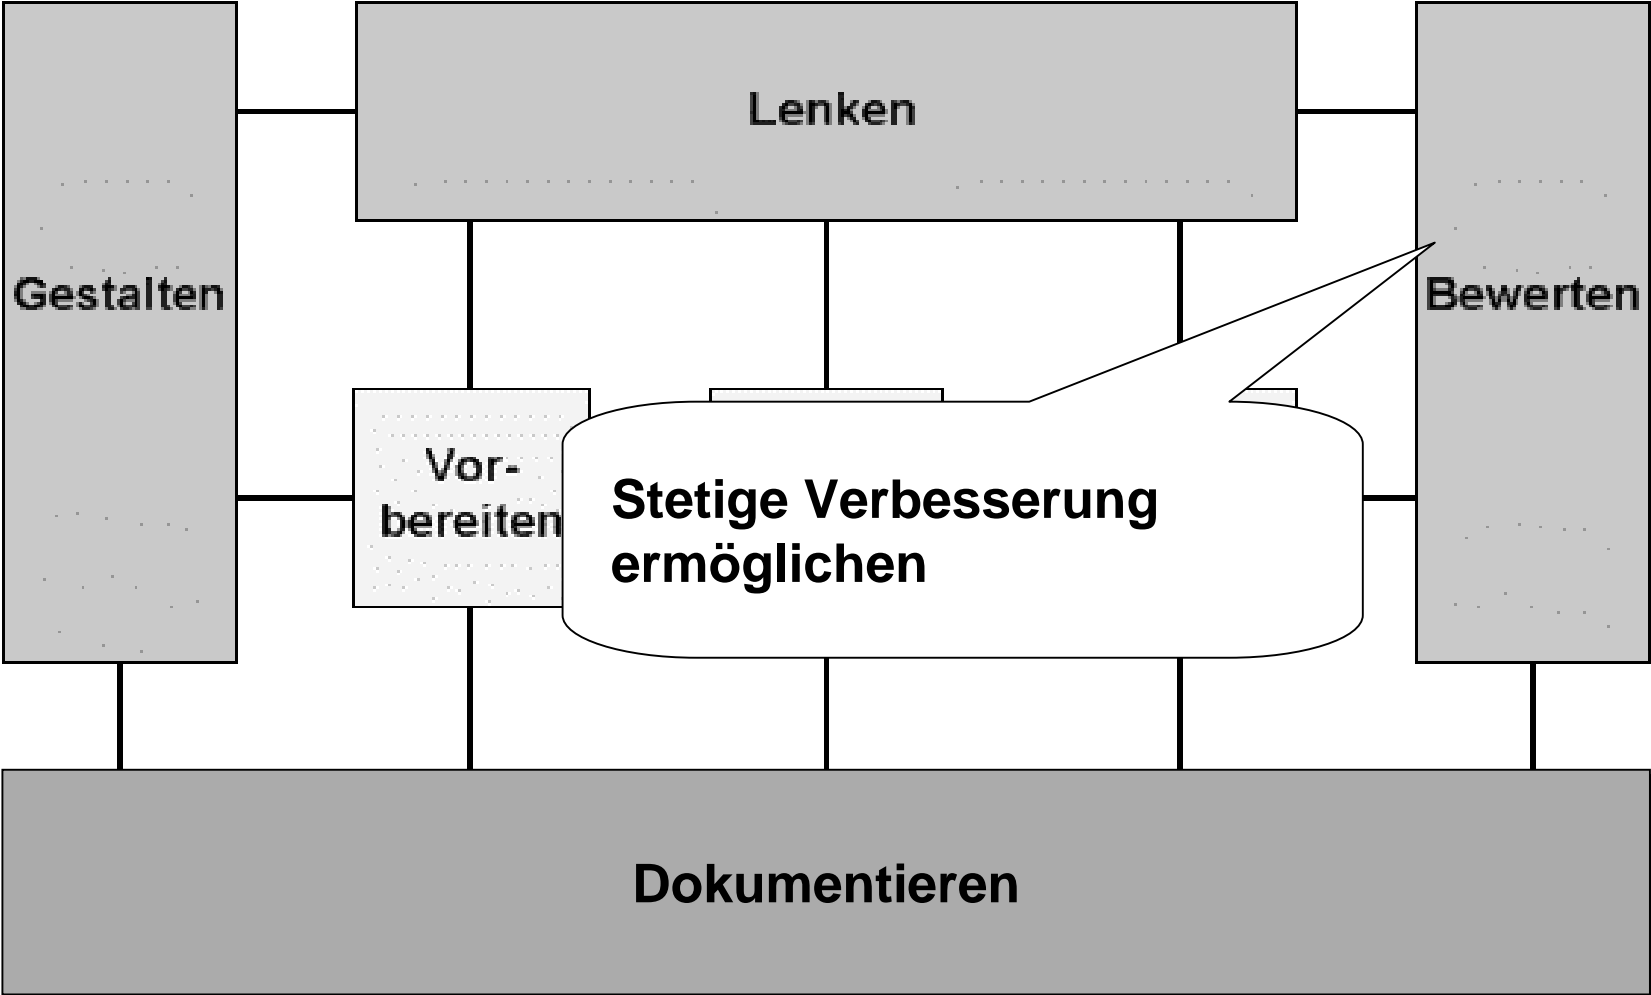 Lenken
Gestalten
Bewerten
Vor-
bereiten
Stetige Verbesserung
ermöglichen
Dokumentieren